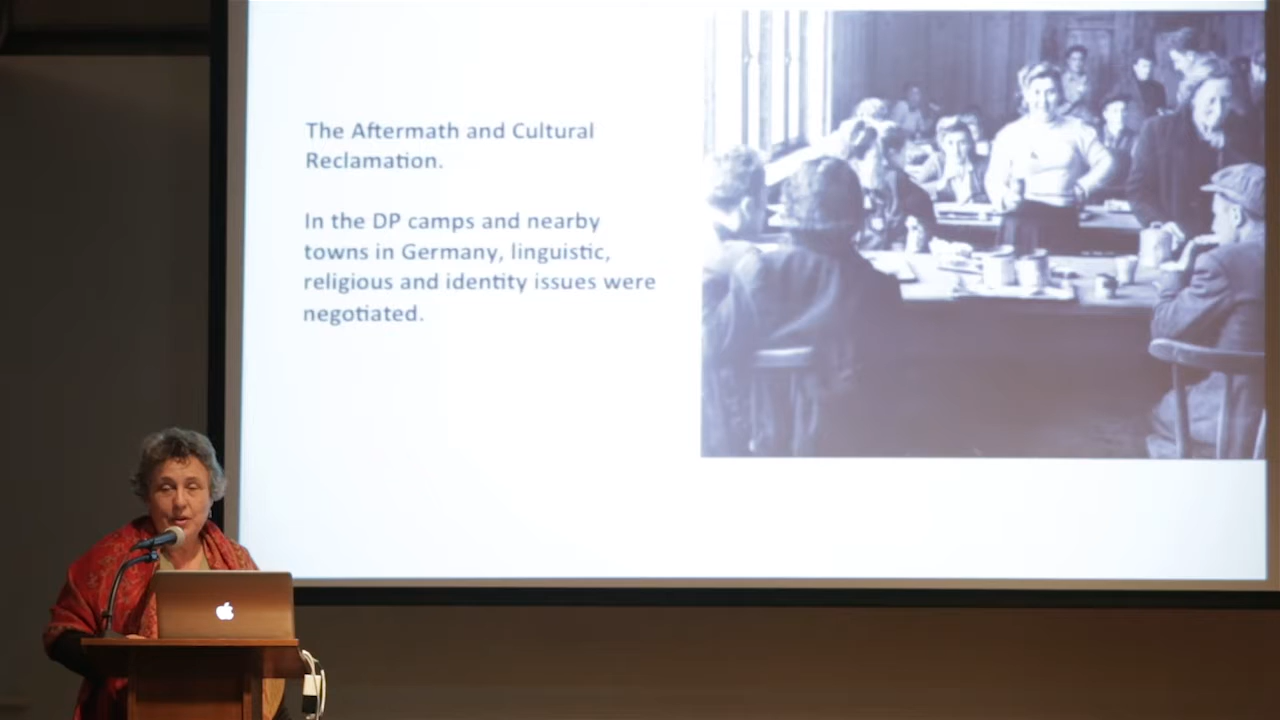 The Aftermath and Cultural
Reclamation.
In the DP camps and nearby
towns in Germany, linguistic,
religious and identity issues were
negotiated.